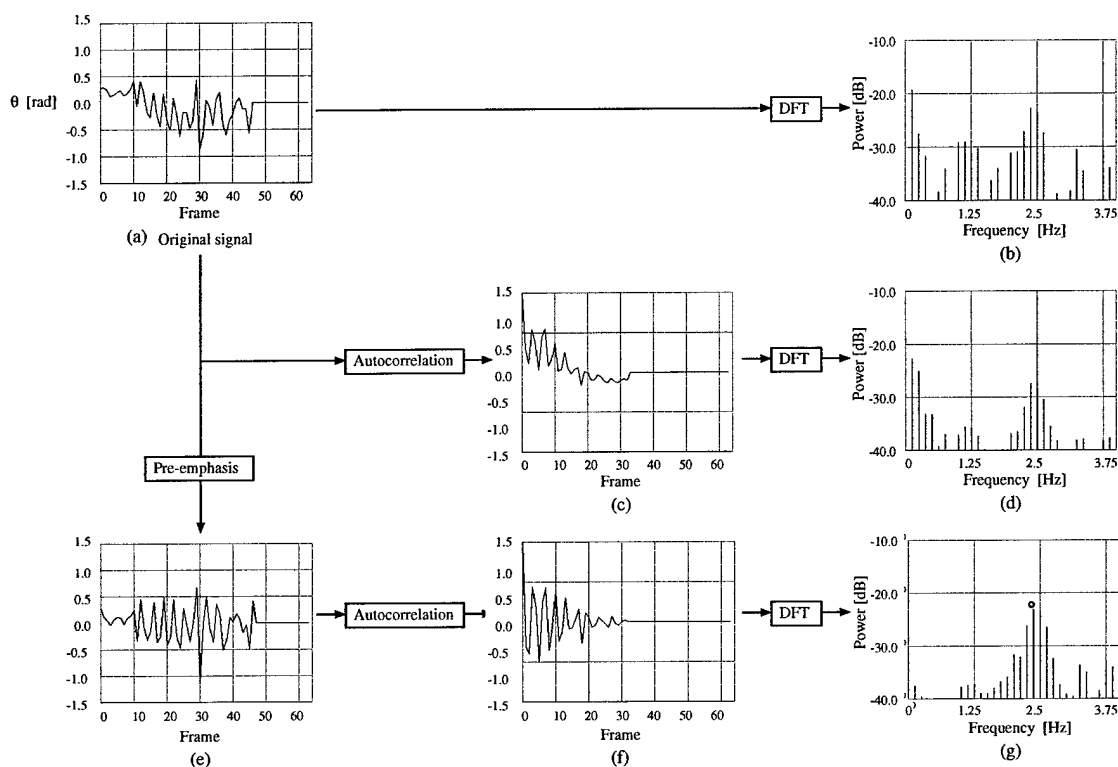 1.5
1.0
0.5
θ [rad]
0.0
-0.5
-1.0
-1.5
0 10 20 30 40 50 60
Frame
(a) Original signal
DFT
-10.0
-20.0
-30.0
-40.0
Power [dB]
0 1.25 2.5 3.75
Frequency [Hz]
(b)
Autocorrelation
1.5
1.0
0.5
0.0
-0.5
-1.0
-1.5
0 10 20 30 40 50 60
Frame
(c)
DFT
-10.0
-20.0
-30.0
-40.0
Power [dB]
0 1.25 2.5 3.75
Frequency [Hz]
(d)
Pre-emphasis
1.5
1.0
0.5
0.0
-0.5
-1.0
-1.5
0 10 20 30 40 50 60
Frame
(e)
Autocorrelation
1.5
1.0
0.5
0.0
-0.5
-1.0
-1.5
0 10 20 30 40 50 60
Frame
(f)
DFT
-10.0
-20.0
-30.0
-40.0
Power [dB]
0 1.25 2.5 3.75
Frequency [Hz]
(g)